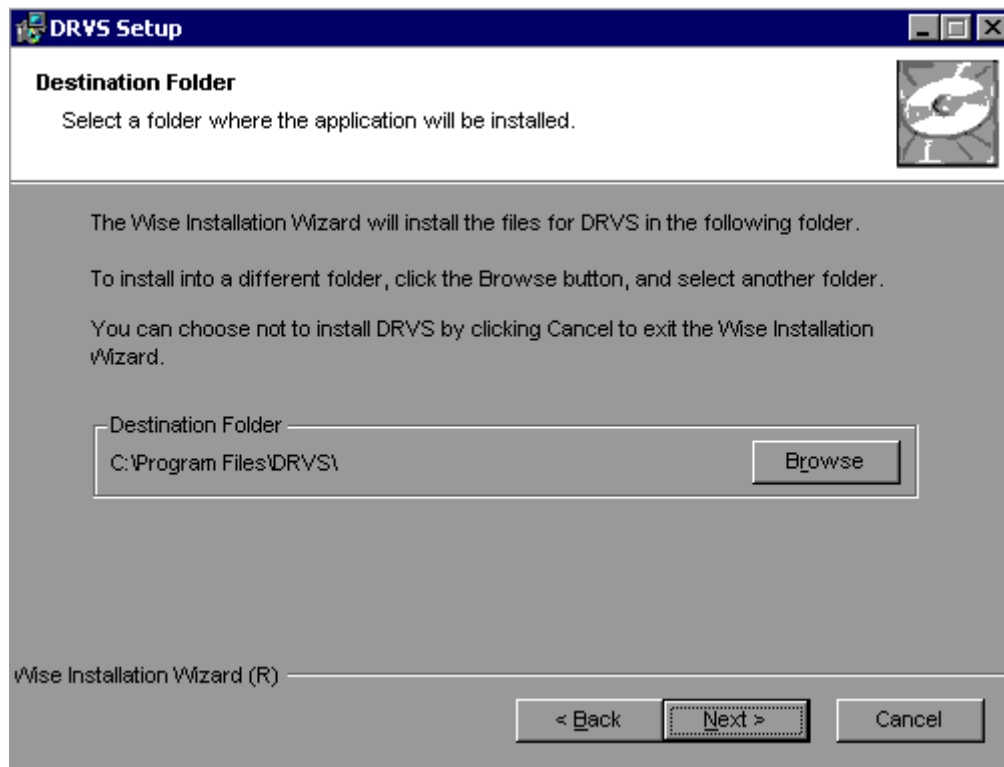 DRVS Setup
Destination Folder
Select a folder where the application will be installed.
The Wise Installation Wizard will install the files for DRVS in the following folder.
To install into a different folder, click the Browse button, and select another folder.
You can choose not to install DRVS by clicking Cancel to exit the Wise Installation
Wizard.
Destination Folder
C:\Program Files\DRVS\
Browse
Wise Installation Wizard (R)
< Back
Next >
Cancel